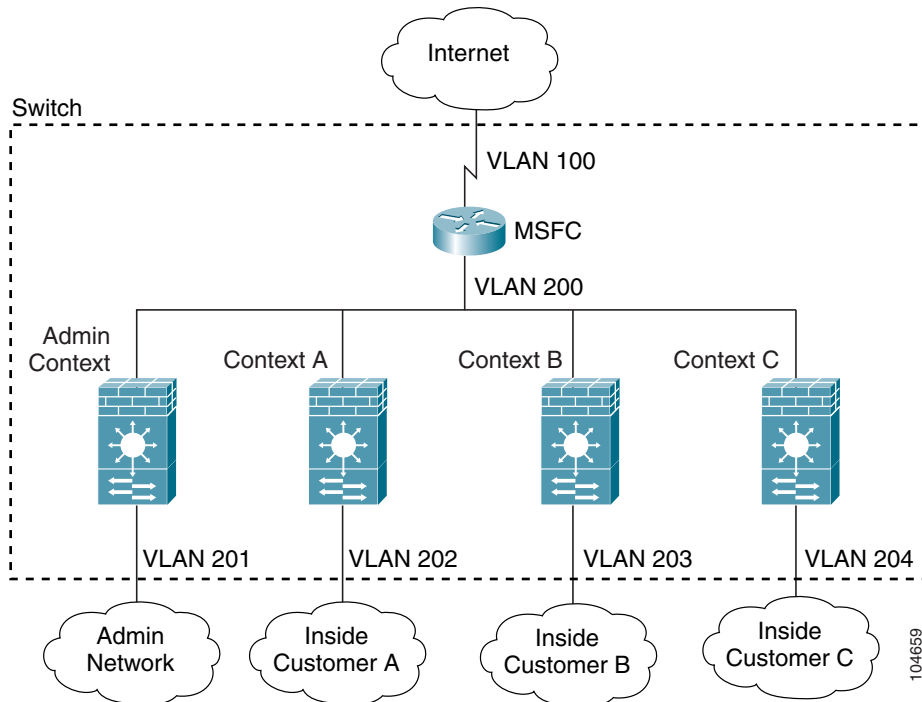 Internet
Switch
VLAN 100
MSFC
VLAN 200
Admin
Context
Context A
Context B
Context C
VLAN 201
VLAN 202
VLAN 203
VLAN 204
Admin
Network
Inside
Customer A
Inside
Customer B
Inside
Customer C
104659